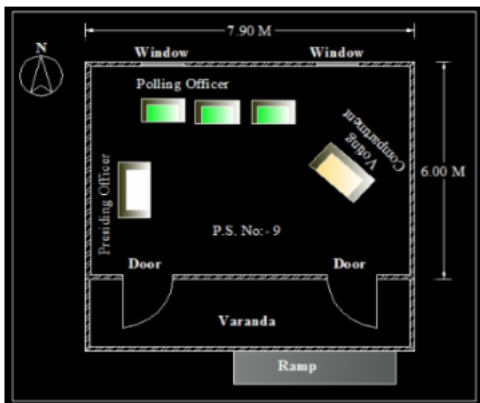 7.90 M
N
Window
Window
Polling Officer
Voting
Compartment
6.00 M
Presiding Officer
P.S. No:- 9
Door
Door
Varanda
Ramp